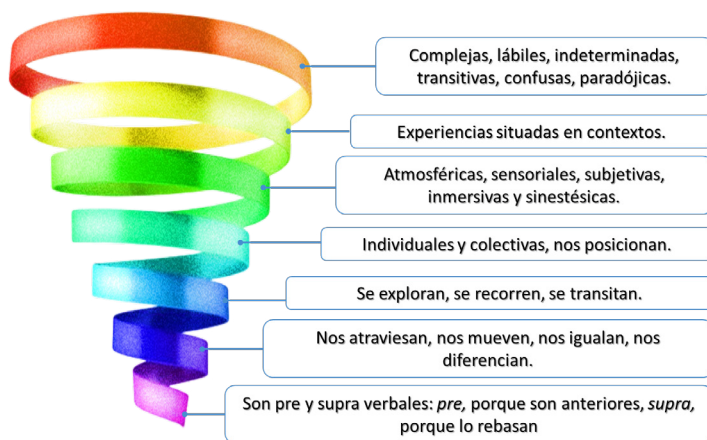 Complejas, lábiles, indeterminadas,
transitivas, confusas, paradójicas.
Experiencias situadas en contextos.
Atmosféricas, sensoriales, subjetivas,
inmersivas y sinestésicas.
Individuales y colectivas, nos posicionan.
Se exploran, se recorren, se transitan.
Nos atraviesan, nos mueven, nos igualan, nos
diferencian.
Son pre y supra verbales: pre, porque son anteriores, supra,
porque lo rebasan